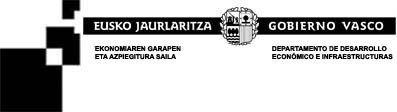 EUSKO JAURLARITZA GOBIERNO VASCO
EKONOMIAREN GARAPEN
ETA AZPIEGITURA SAILA
DEPARTAMENTO DE DESARROLLO
ECONÓMICO E INFRAESTRUCTURAS